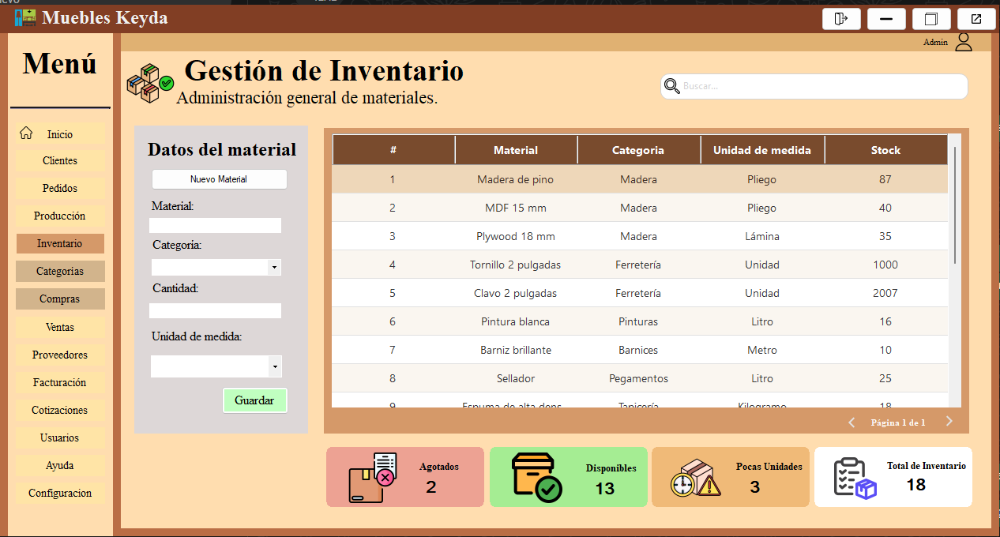 Muebles Keyda
Admin
Menú
Inicio
Clientes
Pedidos
Producción
Inventario
Categorias
Compras
Ventas
Proveedores
Facturación
Cotizaciones
Usuarios
Ayuda
Configuracion
Gestión de Inventario
Administración general de materiales.
Buscar...
Datos del material
Nuevo Material
Material:
Categoria:
Cantidad:
Unidad de medida:
Guardar
# Material Categoria Unidad de medida Stock
1 Madera de pino Madera Pliego 87
2 MDF 15 mm Madera Pliego 40
3 Plywood 18 mm Madera Lámina 35
4 Tornillo 2 pulgadas Ferretería Unidad 1000
5 Clavo 2 pulgadas Ferretería Unidad 2007
6 Pintura blanca Pinturas Litro 16
7 Barniz brillante Barnices Metro 10
8 Sellador Pegamentos Litro 25
9 Espuma de alta dens Tapicería Kilogramo 18
Página 1 de 1
Agotados
2
Disponibles
13
Pocas Unidades
3
Total de Inventario
18